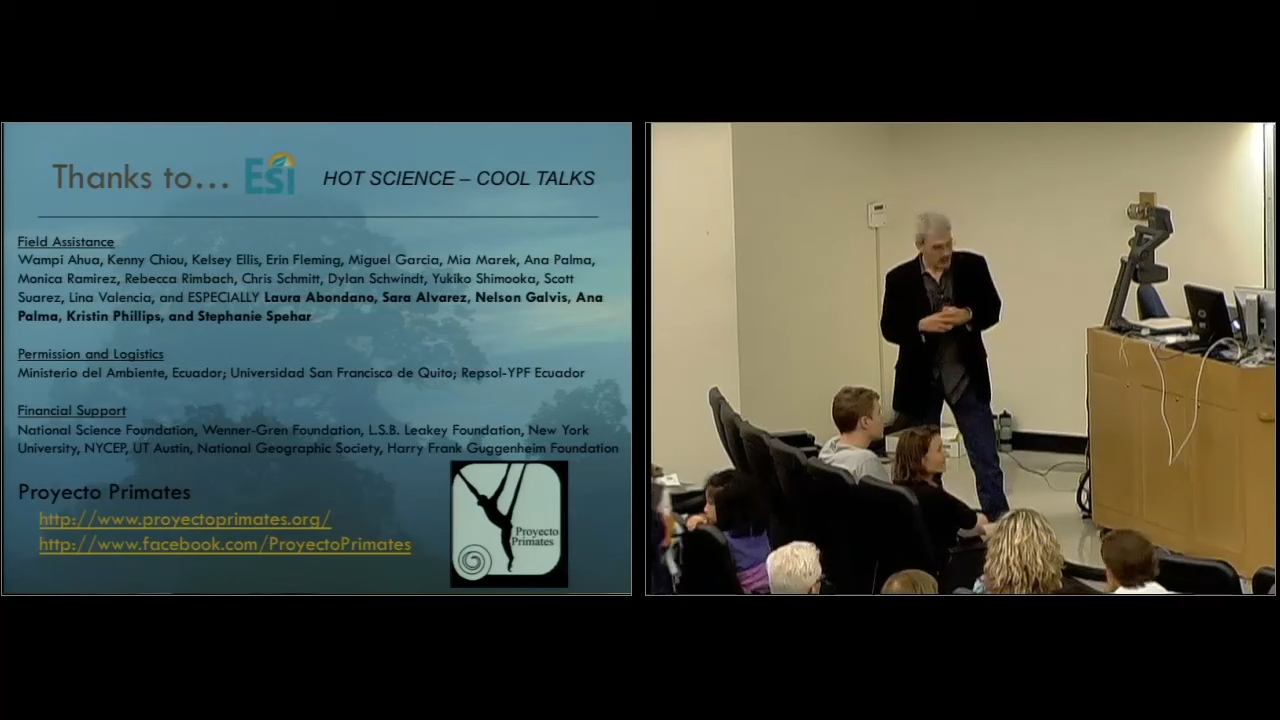 Thanks to... ESI HOT SCIENCE – COOL TALKS
Field Assistance
Wampi Ahua, Kenny Chiou, Kelsey Ellis, Erin Fleming, Miguel Garcia, Mia Marek, Ana Palma,
Monica Ramirez, Rebecca Rimbach, Chris Schmitt, Dylan Schwindt, Yukiko Shimooka, Scott
Suarez, Lina Valencia, and ESPECIALLY Laura Abondano, Sara Alvarez, Nelson Galvis, Ana
Palma, Kristin Phillips, and Stephanie Spehar
Permission and Logistics
Ministerio del Ambiente, Ecuador; Universidad San Francisco de Quito; Repsol-YPF Ecuador
Financial Support
National Science Foundation, Wenner-Gren Foundation, L.S.B. Leakey Foundation, New York
University, NYCEP, UT Austin, National Geographic Society, Harry Frank Guggenheim Foundation
Proyecto Primates
http://www.proyectoprimates.org/
http://www.facebook.com/ProyectoPrimates
Proyecto
Primates